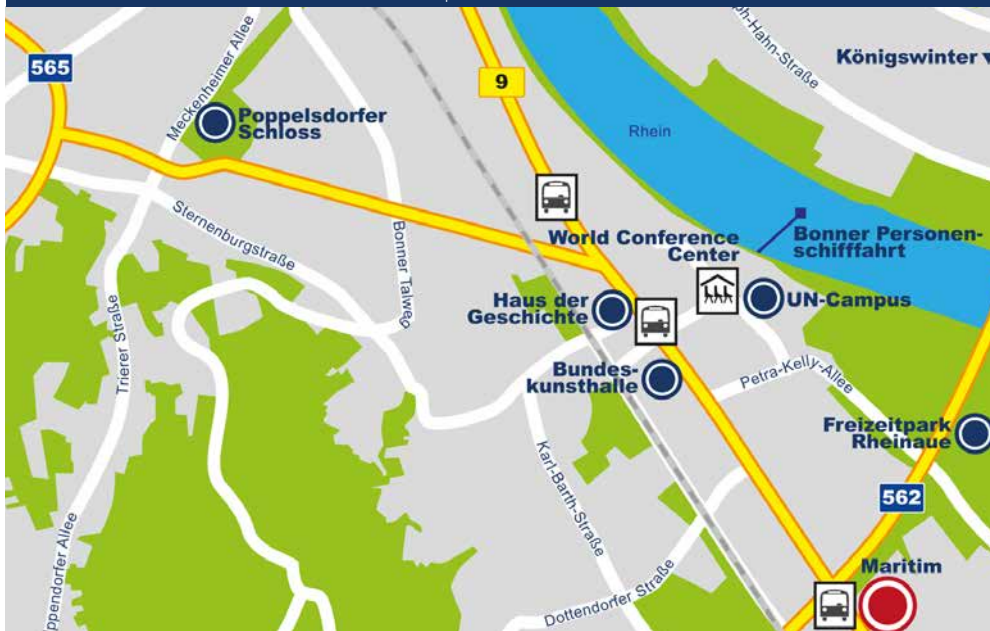 Königswinter
565
Meckenheimer Allee
9
Poppelsdorfer
Schloss
Rhein
Sternenburgstraße
Bonner Talweg
World Conference
Center
Bonner Personen-
schifffahrt
Haus der
Geschichte
UN-Campus
Trierer Straße
Bundes-
kunsthalle
Petra-Kelly-Allee
Freizeitpark
Rheinaue
Karl-Barth-Straße
562
Maritim
Dottendorfer Straße